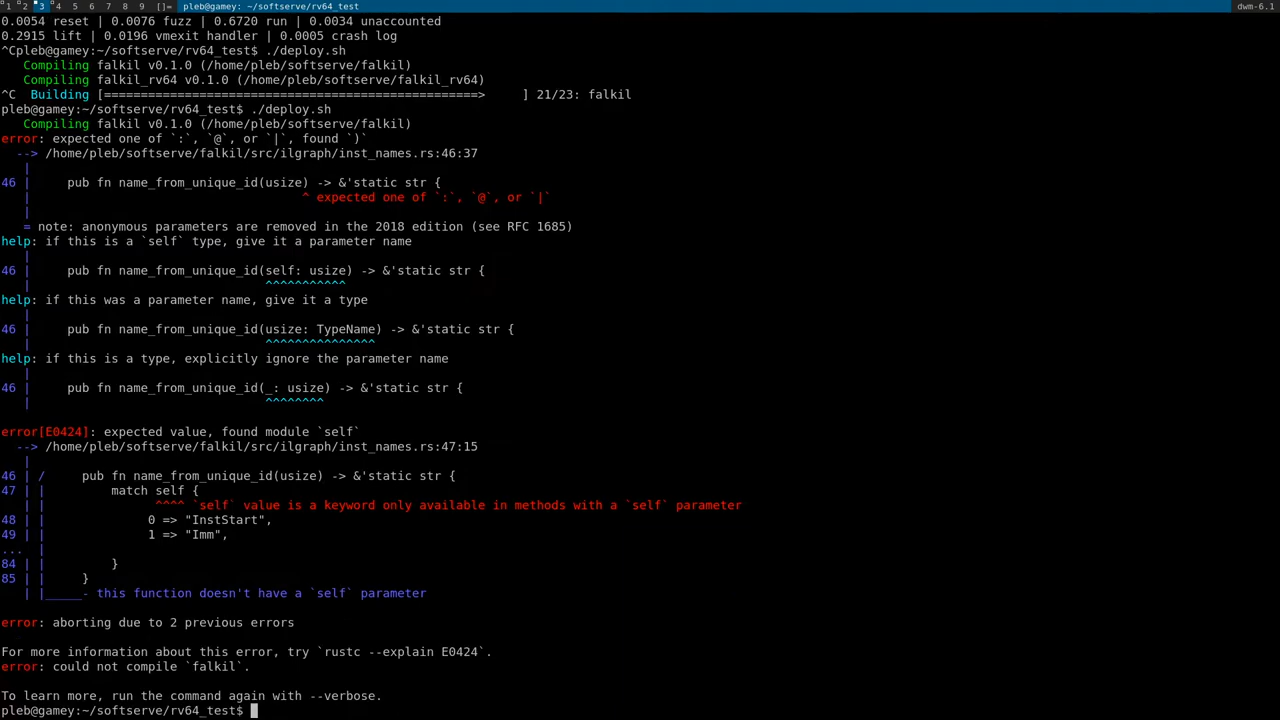 1 2 3 4 5 6 7 8 9 []= pleb@gamey: ~/softserve/rv64_test dwm-6.1
0.0054 reset | 0.0076 fuzz | 0.6720 run | 0.0034 unaccounted
0.2915 lift | 0.0196 vmexit handler | 0.0005 crash log
^Cpleb@gamey:~/softserve/rv64_test$ ./deploy.sh
   Compiling falkil v0.1.0 (/home/pleb/softserve/falkil)
   Compiling falkil_rv64 v0.1.0 (/home/pleb/softserve/falkil_rv64)
^C  Building [===================================================>     ] 21/23: falkil
pleb@gamey:~/softserve/rv64_test$ ./deploy.sh
   Compiling falkil v0.1.0 (/home/pleb/softserve/falkil)
error: expected one of `:`, `@`, or `|`, found `)`
  --> /home/pleb/softserve/falkil/src/ilgraph/inst_names.rs:46:37
   |
46 |     pub fn name_from_unique_id(usize) -> &'static str {
   |                                     ^ expected one of `:`, `@`, or `|`
   |
   = note: anonymous parameters are removed in the 2018 edition (see RFC 1685)
help: if this is a `self` type, give it a parameter name
   |
46 |     pub fn name_from_unique_id(self: usize) -> &'static str {
   |                                ^^^^^^^^^^^
help: if this was a parameter name, give it a type
   |
46 |     pub fn name_from_unique_id(usize: TypeName) -> &'static str {
   |                                ^^^^^^^^^^^^^^^
help: if this is a type, explicitly ignore the parameter name
   |
46 |     pub fn name_from_unique_id(_: usize) -> &'static str {
   |                                ^^^^^^^^
error[E0424]: expected value, found module `self`
  --> /home/pleb/softserve/falkil/src/ilgraph/inst_names.rs:47:15
   |
46 | /     pub fn name_from_unique_id(usize) -> &'static str {
47 | |         match self {
   | |               ^^^^ `self` value is a keyword only available in methods with a `self` parameter
48 | |              0 => "InstStart",
49 | |              1 => "Imm",
...  |
84 | |         }
85 | |     }
   | |_____- this function doesn't have a `self` parameter
error: aborting due to 2 previous errors
For more information about this error, try `rustc --explain E0424`.
error: could not compile `falkil`.
To learn more, run the command again with --verbose.
pleb@gamey:~/softserve/rv64_test$